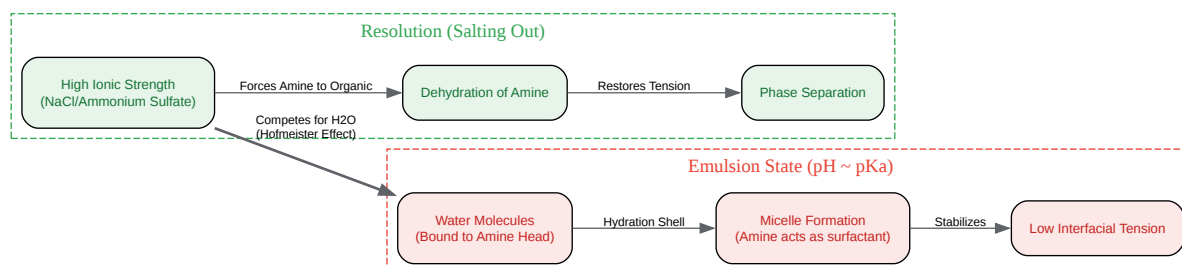 Resolution (Salting Out)
High Ionic Strength
(NaCl/Ammonium Sulfate)
Forces Amine to Organic
Dehydration of Amine
Restores Tension
Phase Separation
Competes for H2O
(Hofmeister Effect)
Emulsion State (pH ~ pKa)
Water Molecules
(Bound to Amine Head)
Hydration Shell
Micelle Formation
(Amine acts as surfactant)
Stabilizes
Low Interfacial Tension